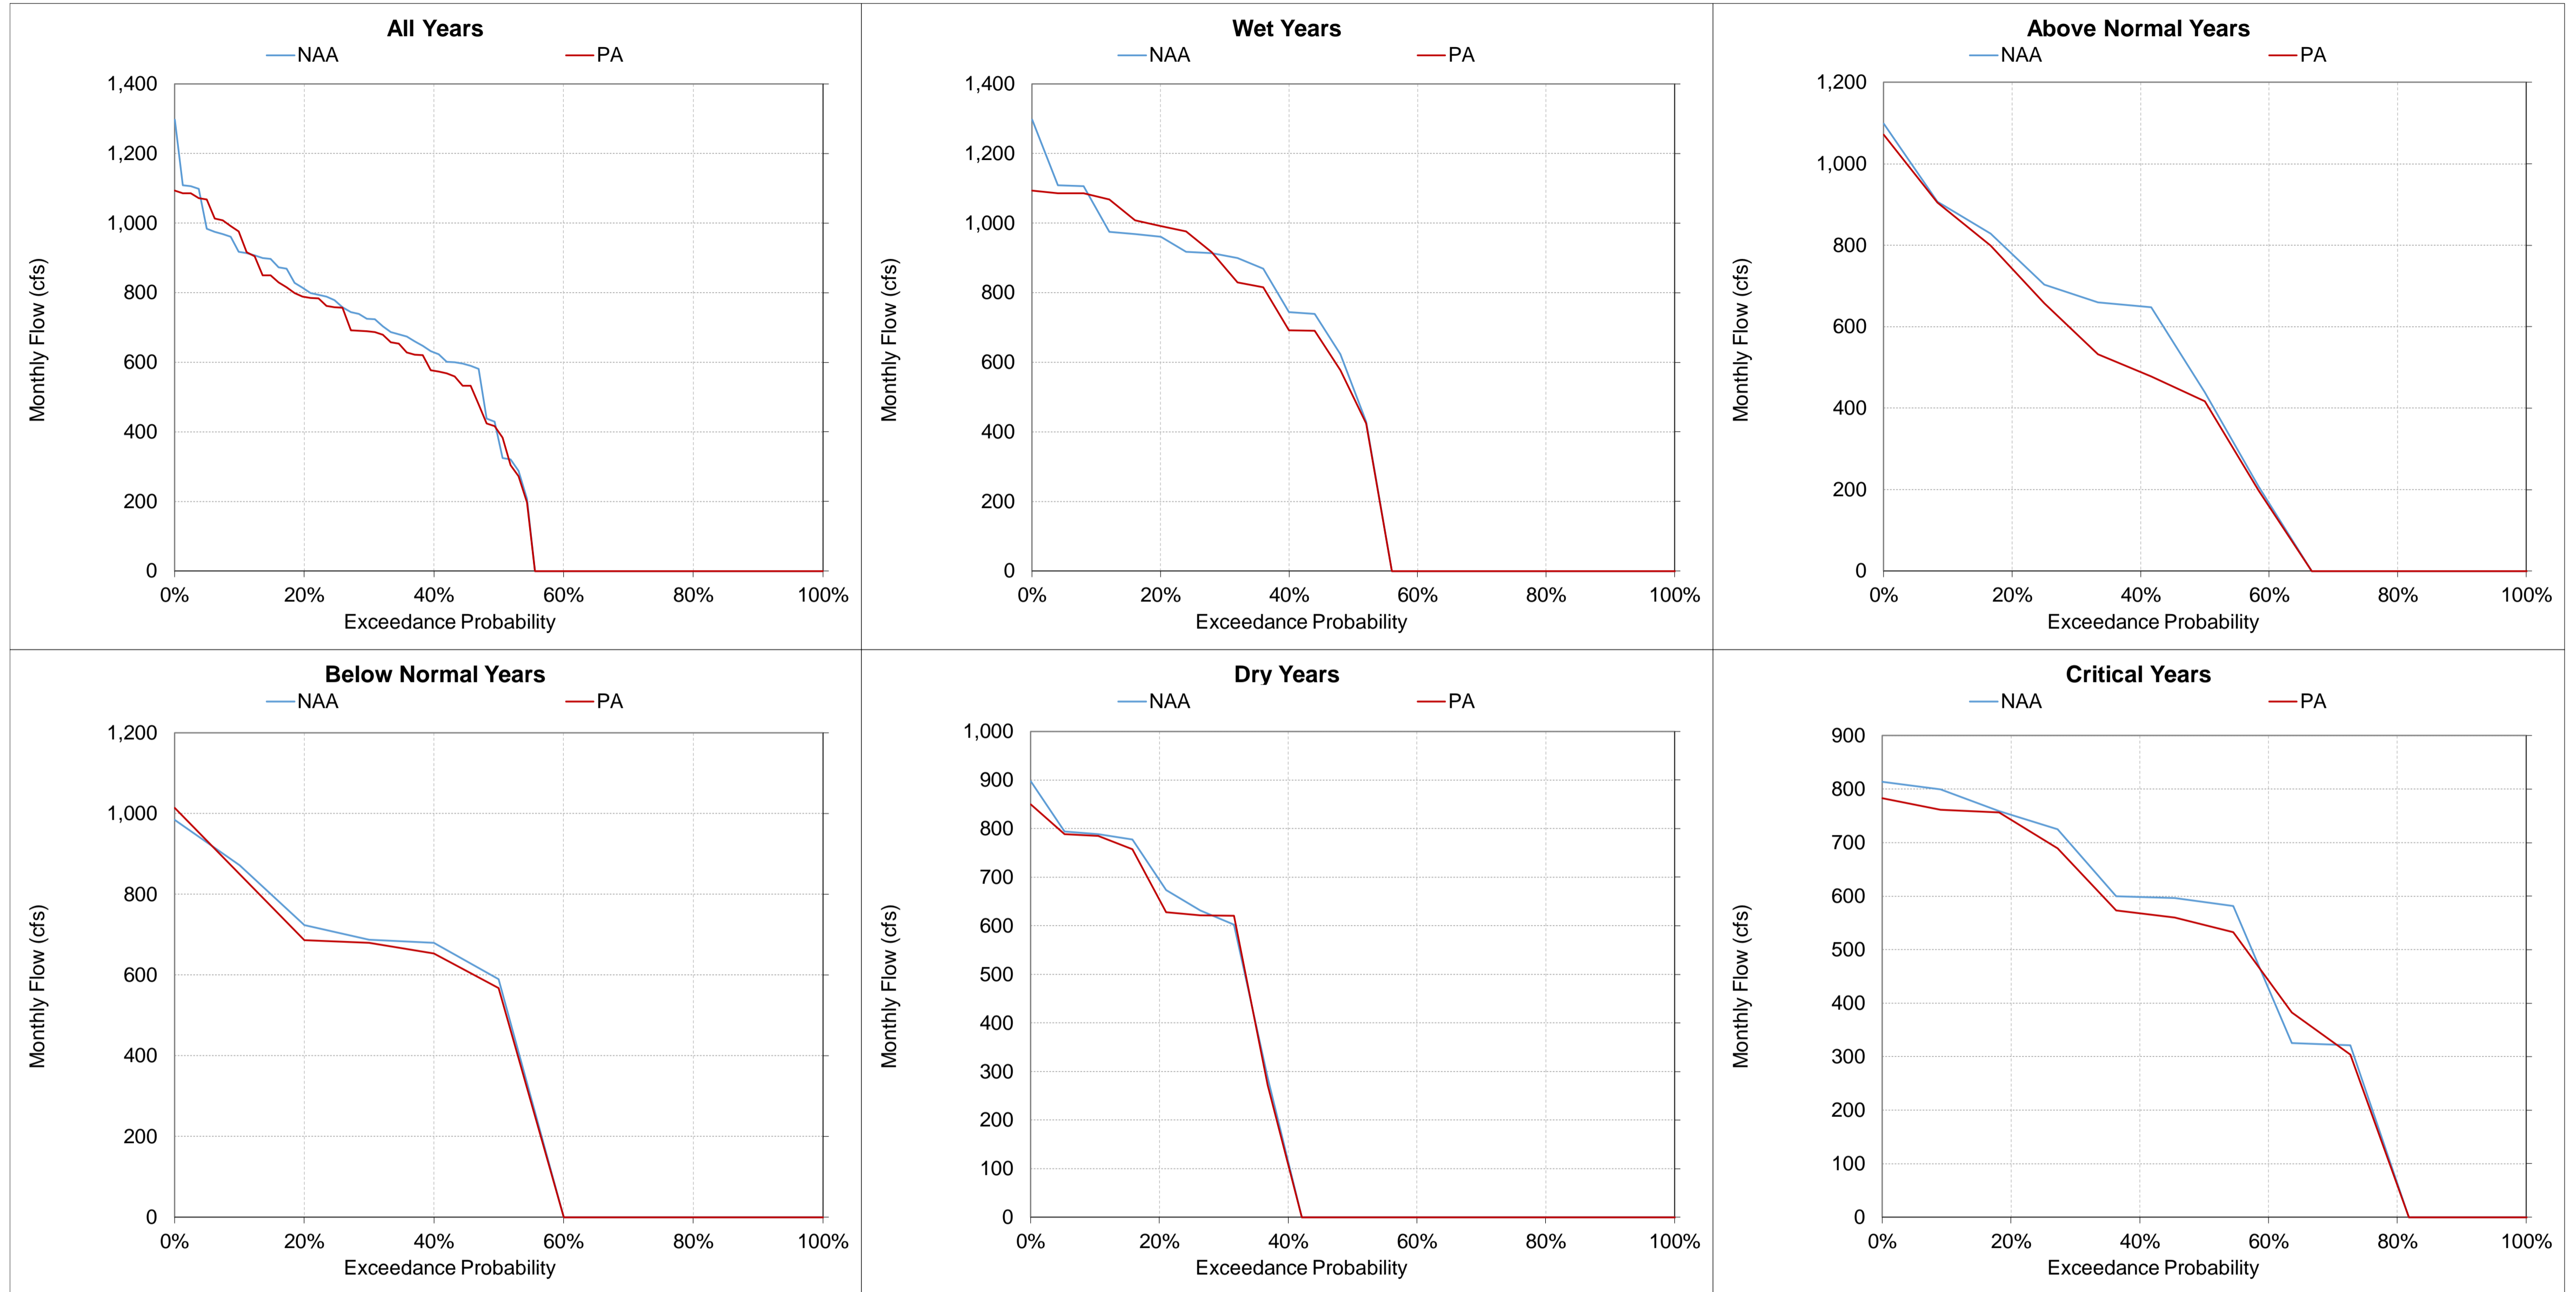 All Years
NAA PA
1,400
1,200
1,000
800
600
400
200
0
Monthly Flow (cfs)
0% 20% 40% 60% 80% 100%
Exceedance Probability
Wet Years
NAA PA
1,400
1,200
1,000
800
600
400
200
0
Monthly Flow (cfs)
0% 20% 40% 60% 80% 100%
Exceedance Probability
Above Normal Years
NAA PA
1,200
1,000
800
600
400
200
0
Monthly Flow (cfs)
0% 20% 40% 60% 80% 100%
Exceedance Probability
Below Normal Years
NAA PA
1,200
1,000
800
600
400
200
0
Monthly Flow (cfs)
0% 20% 40% 60% 80% 100%
Exceedance Probability
Dry Years
NAA PA
1,000
900
800
700
600
500
400
300
200
100
0
Monthly Flow (cfs)
0% 20% 40% 60% 80% 100%
Exceedance Probability
Critical Years
NAA PA
900
800
700
600
500
400
300
200
100
0
Monthly Flow (cfs)
0% 20% 40% 60% 80% 100%
Exceedance Probability